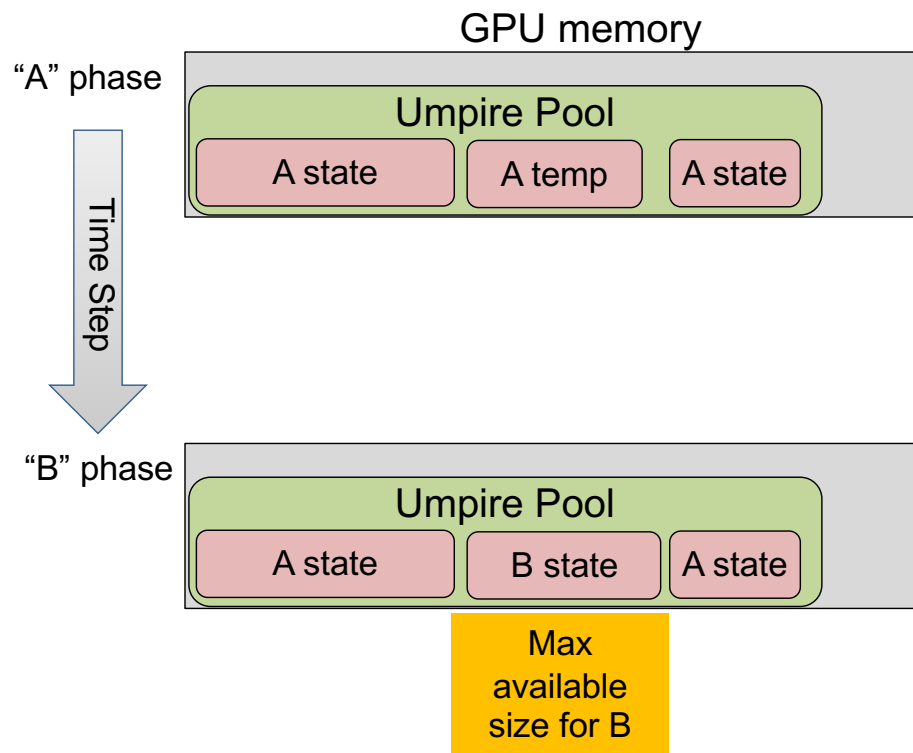 GPU memory
“A” phase
Umpire Pool
A state
A temp
A state
Time Step
“B” phase
Umpire Pool
A state
B state
A state
Max
available
size for B